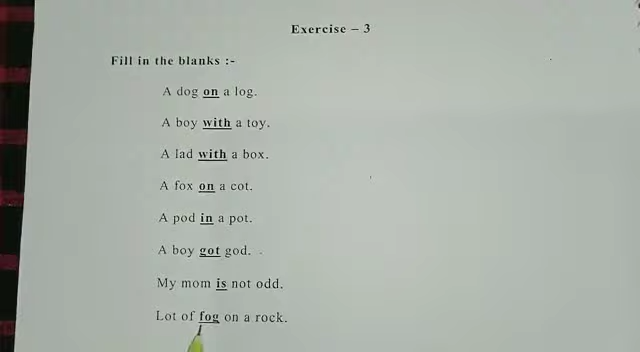 Exercise – 3
Fill in the blanks :-
A dog on a log.
A boy with a toy.
A lad with a box.
A fox on a cot.
A pod in a pot.
A boy got god.
My mom is not odd.
Lot of fog on a rock.